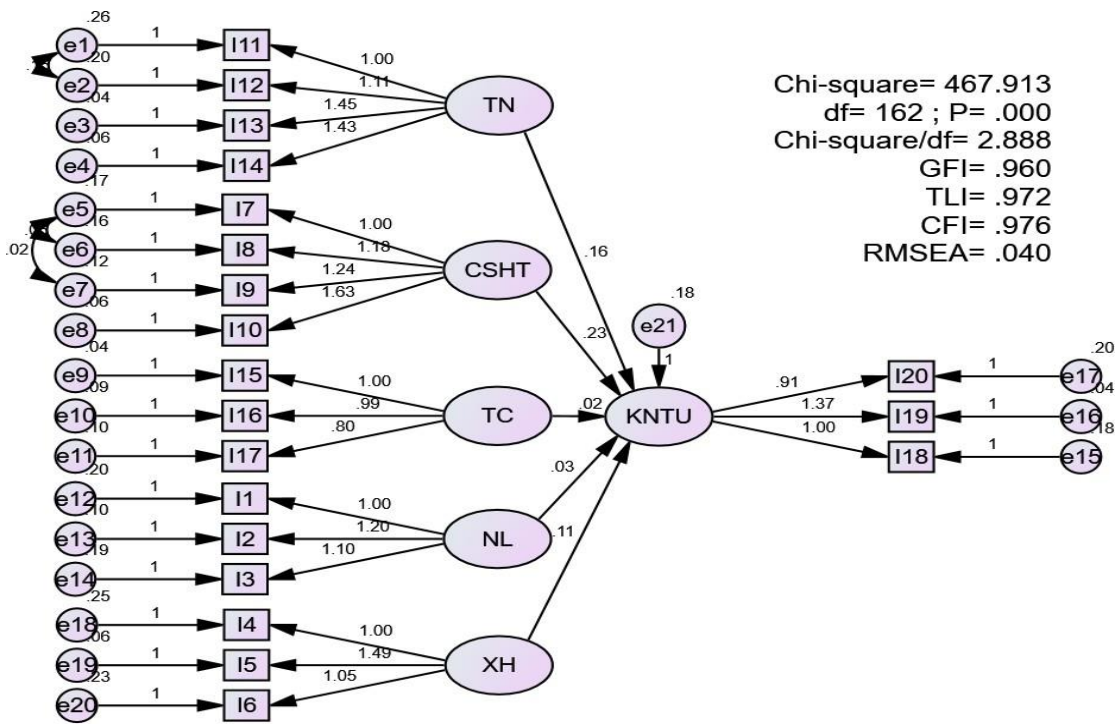 Chi-square= 467.913
df= 162 ; P= .000
Chi-square/df= 2.888
GFI= .960
TLI= .972
CFI= .976
RMSEA= .040
.26
e1 1 I11 1.00
.20
e2 1 I12 1.11
.04
e3 1 I13 1.45
.06
e4 1 I14 1.43
TN .16
.17
e5 1 I7 1.00
.16
e6 1 I8 1.18
.02
.12
e7 1 I9 1.24
.06
e8 1 I10 1.63
CSHT .23
.18
e21 1
.04
e9 1 I15 1.00
.09
e10 1 I16 .99
.10
e11 1 I17 .80
TC .02 KNTU
.91 I20 1 e17 .20
1.37 I19 1 e16 .04
1.00 I18 1 e15 .18
.20
e12 1 I1 1.00
.10
e13 1 I2 1.20
.19
e14 1 I3 1.10
NL .03
.25
e18 1 I4 1.00
.06
e19 1 I5 1.49
.23
e20 1 I6 1.05
XH .11